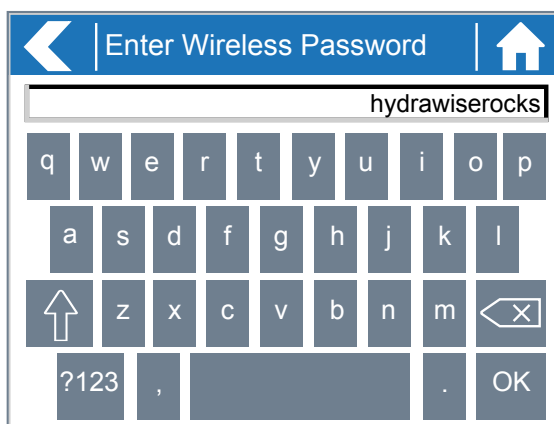 Enter Wireless Password
hydrawiserocks
q w e r t y u i o p
a s d f g h j k l
z x c v b n m
?123 , . OK